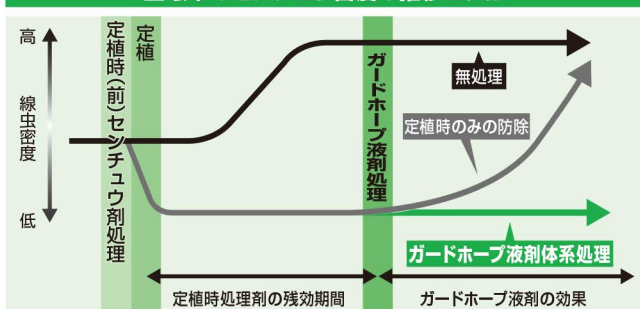 高
線虫密度
低
定植時(前)センチュウ剤処理
定植
ガードホープ液剤処理
無処理
定植時のみの防除
ガードホープ液剤体系処理
定植時処理剤の残効期間
ガードホープ液剤の効果